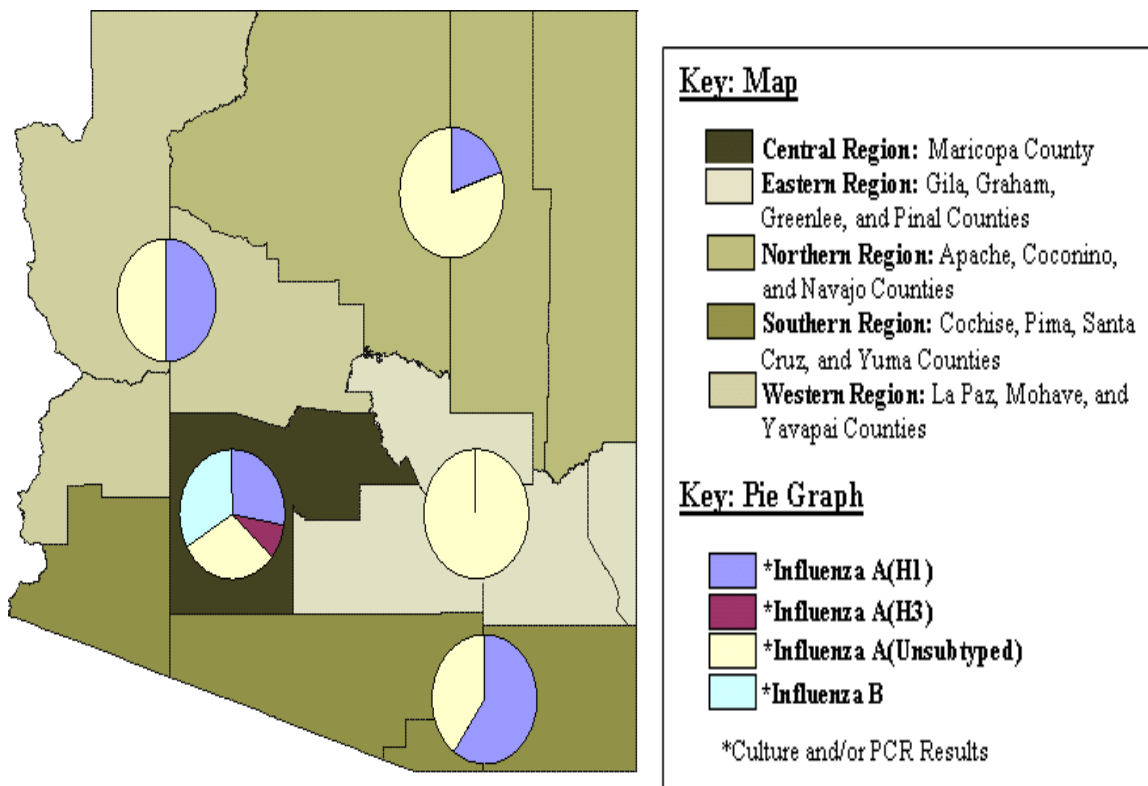 Key: Map
Central Region: Maricopa County
Eastern Region: Gila, Graham,
Greenlee, and Pinal Counties
Northern Region: Apache, Coconino,
and Navajo Counties
Southern Region: Cochise, Pima, Santa
Cruz, and Yuma Counties
Western Region: La Paz, Mohave, and
Yavapai Counties
Key: Pie Graph
*Influenza A(H1)
*Influenza A(H3)
*Influenza A(Unsubtyped)
*Influenza B
*Culture and/or PCR Results